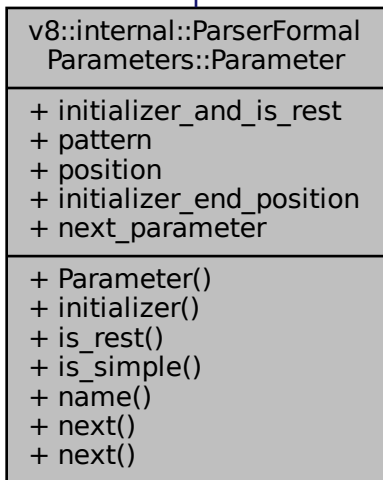 v8::internal::ParserFormal
Parameters::Parameter
+ initializer_and_is_rest
+ pattern
+ position
+ initializer_end_position
+ next_parameter
+ Parameter()
+ initializer()
+ is_rest()
+ is_simple()
+ name()
+ next()
+ next()